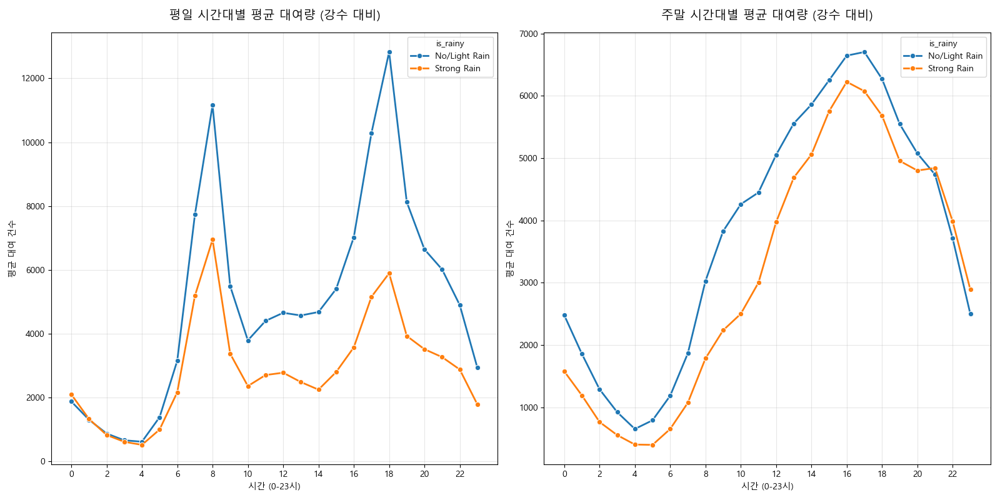 평일 시간대별 평균 대여량 (강수 대비)
is_rainy
No/Light Rain
Strong Rain
12000
10000
8000
6000
4000
2000
0
평균 대여 건수
0 2 4 6 8 10 12 14 16 18 20 22
시간 (0-23시)
주말 시간대별 평균 대여량 (강수 대비)
is_rainy
No/Light Rain
Strong Rain
7000
6000
5000
4000
3000
2000
1000
평균 대여 건수
0 2 4 6 8 10 12 14 16 18 20 22
시간 (0-23시)